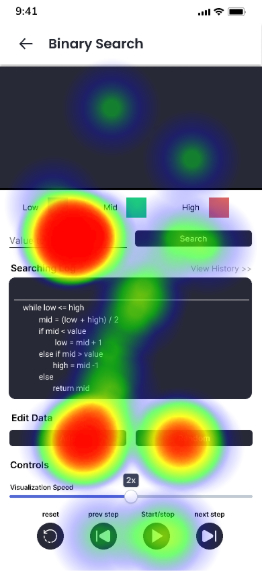 9:41
Binary Search
Low Mid High
Search
Searching View History >>
while low <= high
mid = (low + high) / 2
if mid < value
low = mid + 1
else if mid > value
high = mid -1
else
return mid
Edit Data
Controls
Visualization Speed
2x
reset prev step Start/stop next step